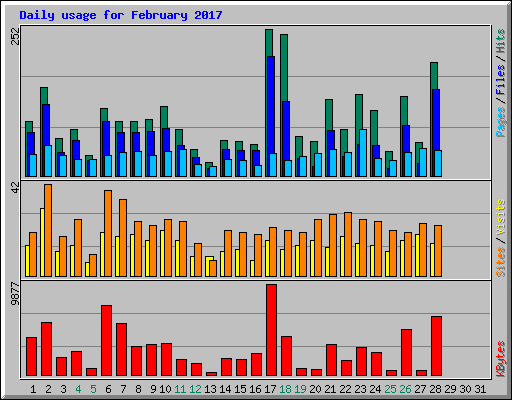 Daily usage for February 2017
252
Pages / Files / Hits
42
Sites / Visits
9877
KBytes
1 2 3 4 5 6 7 8 9 10 11 12 13 14 15 16 17 18 19 20 21 22 23 24 25 26 27 28 29 30 31